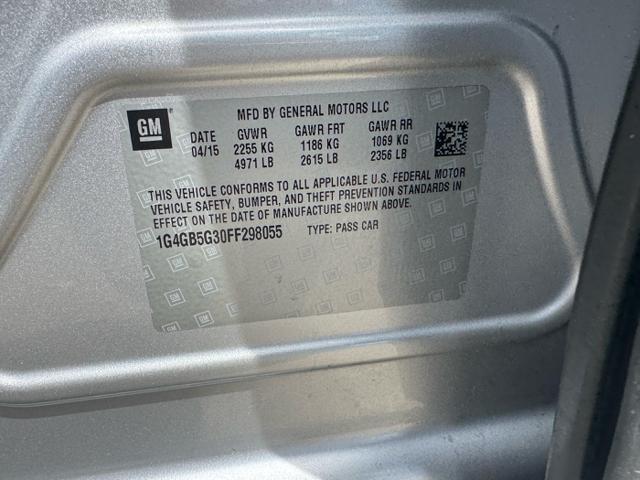 MFD BY GENERAL MOTORS LLC
GM
DATE GVWR GAWR FRT GAWR RR
04/15 2255 KG 1186 KG 1069 KG
4971 LB 2615 LB 2356 LB
THIS VEHICLE CONFORMS TO ALL APPLICABLE U.S. FEDERAL MOTOR
VEHICLE SAFETY, BUMPER, AND THEFT PREVENTION STANDARDS IN
EFFECT ON THE DATE OF MANUFACTURE SHOWN ABOVE.
1G4GB5G30FF298055 TYPE: PASS CAR